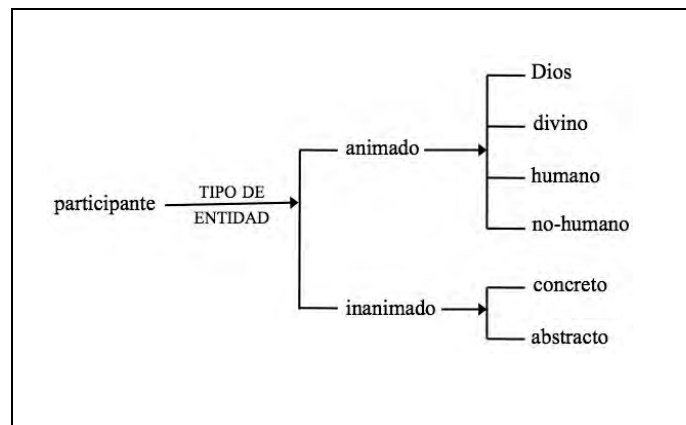 Dios
divino
animado
humano
TIPO DE
participante
ENTIDAD
no-humano
concreto
inanimado
abstracto